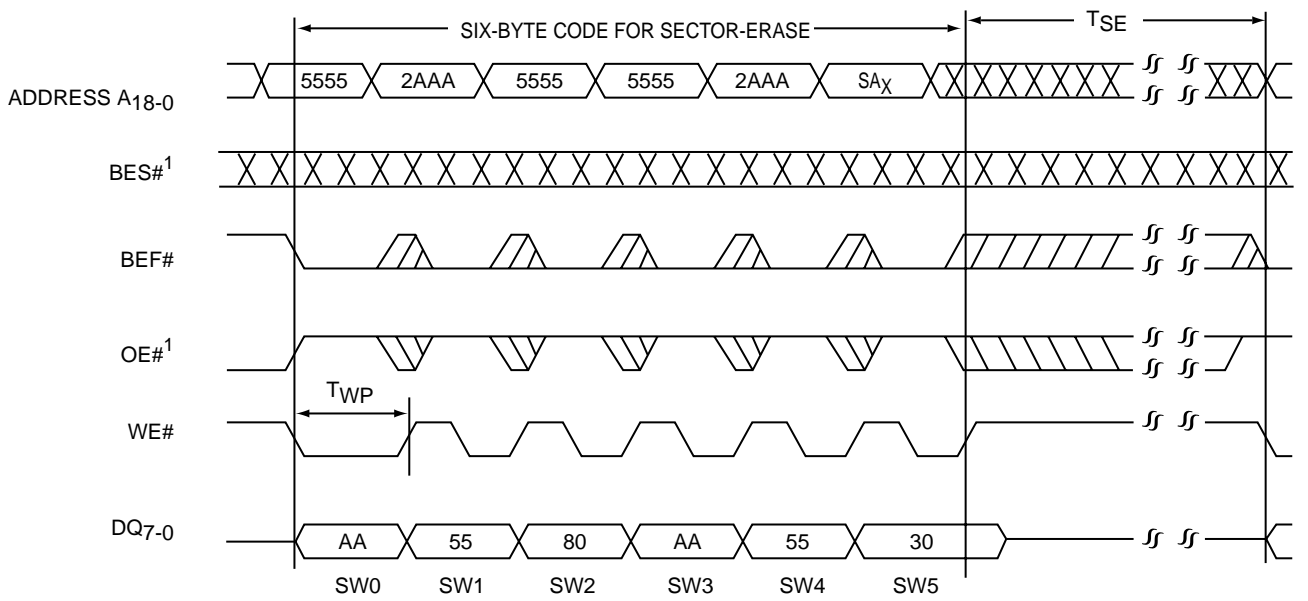 SIX-BYTE CODE FOR SECTOR-ERASE
TSE
ADDRESS A18-0
5555 2AAA 5555 5555 2AAA SAX
BES#1
BEF#
OE#1
TWP
WE#
DQ7-0
AA 55 80 AA 55 30
SW0 SW1 SW2 SW3 SW4 SW5